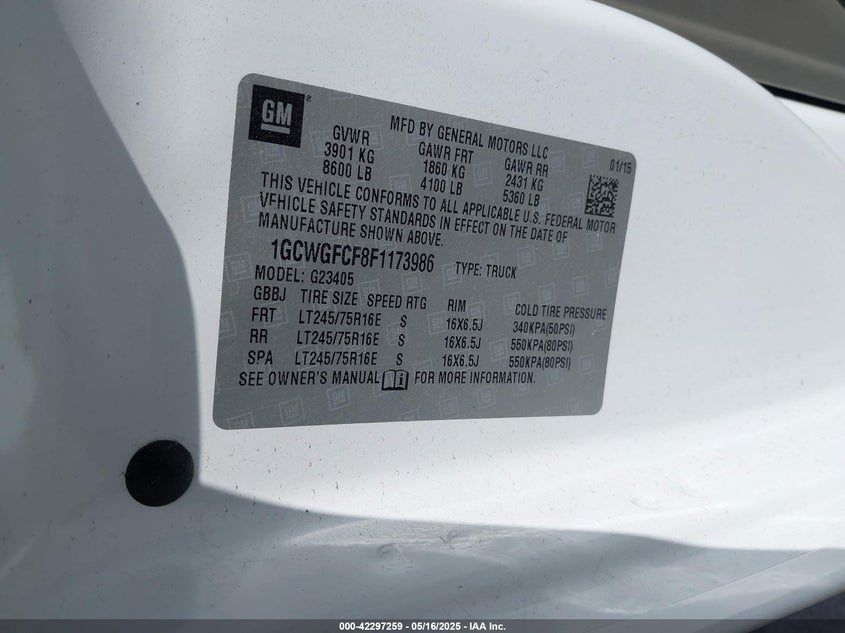 GM
MFD BY GENERAL MOTORS LLC 01/15
GVWR GAWR FRT GAWR RR
3901 KG 1860 KG 2431 KG
8600 LB 4100 LB 5360 LB
THIS VEHICLE CONFORMS TO ALL APPLICABLE U.S. FEDERAL MOTOR
VEHICLE SAFETY STANDARDS IN EFFECT ON THE DATE OF
MANUFACTURE SHOWN ABOVE.
1GCWGFCF8F1173986 TYPE: TRUCK
MODEL: G23405
GBBJ TIRE SIZE SPEED RTG RIM COLD TIRE PRESSURE
FRT LT245/75R16E S 16X6.5J 340KPA(50PSI)
RR LT245/75R16E S 16X6.5J 550KPA(80PSI)
SPA LT245/75R16E S 16X6.5J 550KPA(80PSI)
SEE OWNER'S MANUAL FOR MORE INFORMATION.
000-42297259 - 05/16/2025 - IAA Inc.